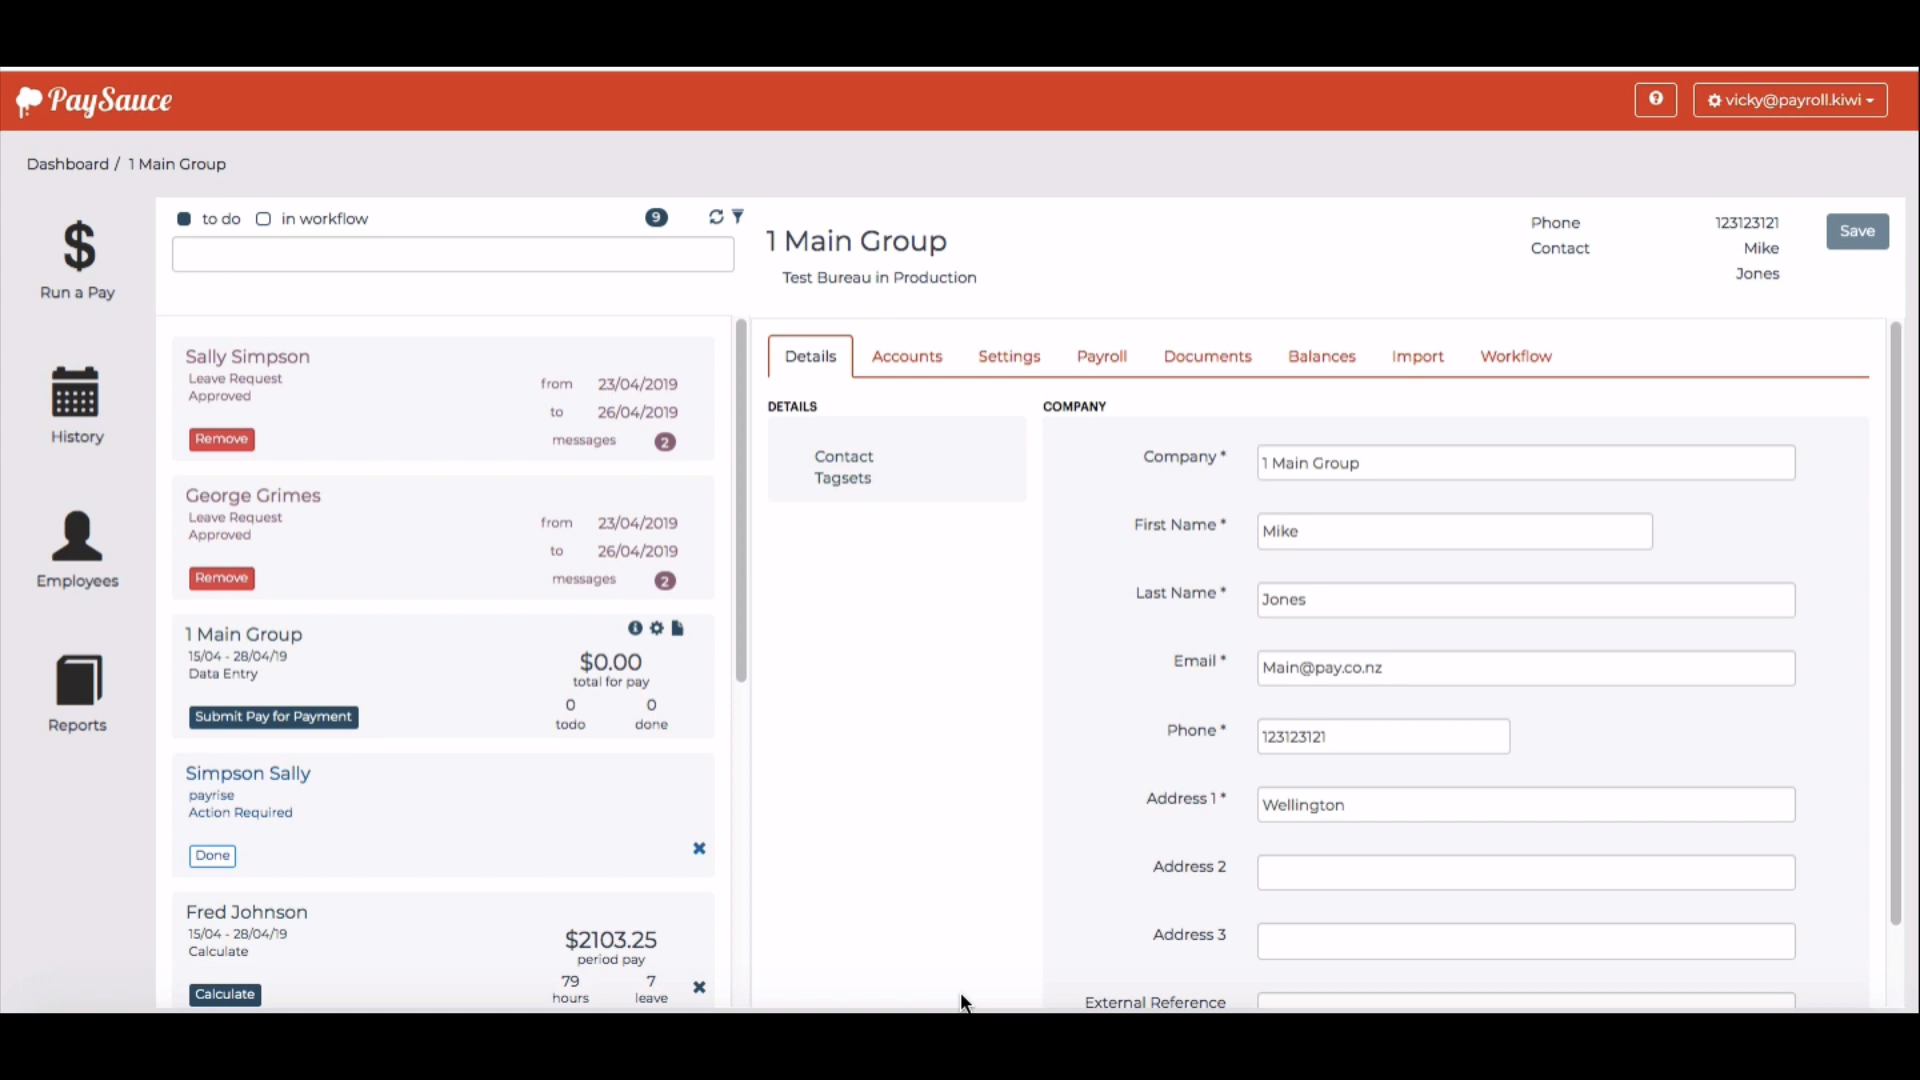 PaySauce
vicky@payroll.kiwi
Dashboard / 1 Main Group
$
Run a Pay
History
Employees
Reports
to do in workflow 9
Sally Simpson
Leave Request
Approved
from 23/04/2019
to 26/04/2019
messages 2
Remove
George Grimes
Leave Request
Approved
from 23/04/2019
to 26/04/2019
messages 2
Remove
1 Main Group
15/04 - 28/04/19
Data Entry
$0.00
total for pay
0 0
todo done
Submit Pay for Payment
Simpson Sally
payrise
Action Required
Done
Fred Johnson
15/04 - 28/04/19
Calculate
$2103.25
period pay
79 7
hours leave
Calculate
1 Main Group
Test Bureau in Production
Phone 123123121
Contact Mike
Jones
Save
Details Accounts Settings Payroll Documents Balances Import Workflow
DETAILS
Contact
Tagsets
COMPANY
Company * 1 Main Group
First Name * Mike
Last Name * Jones
Email * Main@pay.co.nz
Phone * 123123121
Address 1 * Wellington
Address 2
Address 3
External Reference